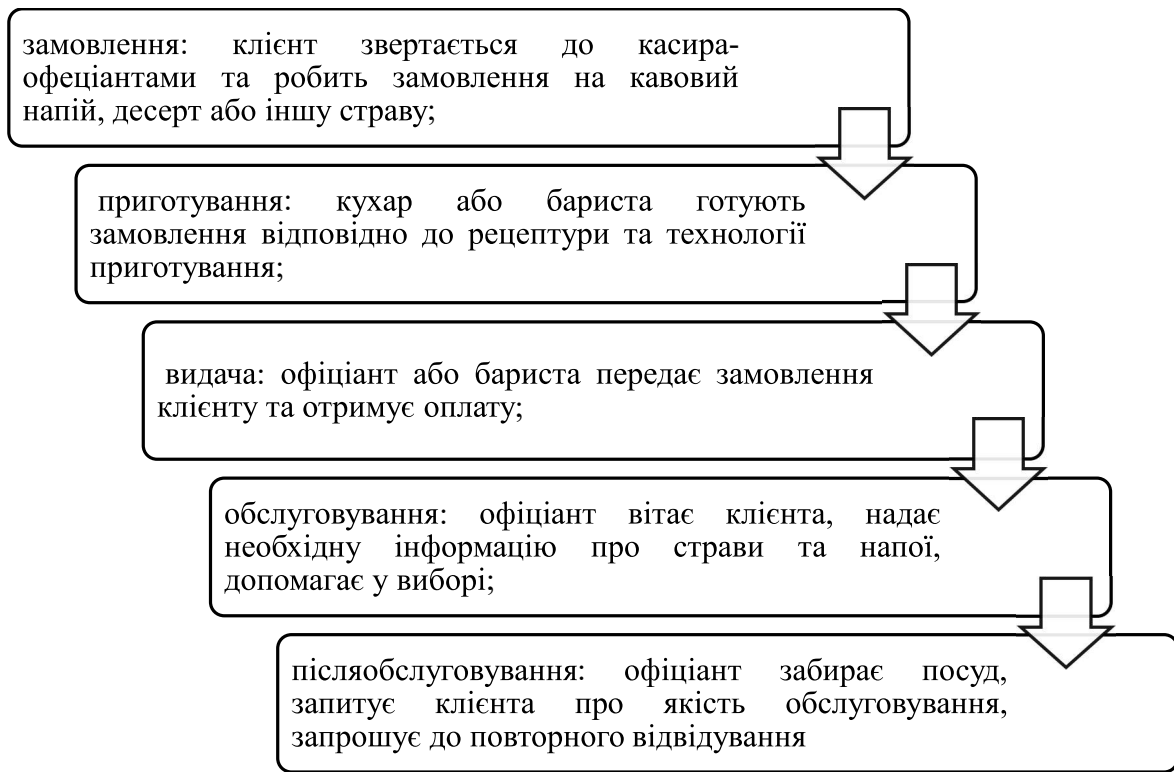 замовлення: клієнт звертається до касира-
офеціантами та робить замовлення на кавовий
напій, десерт або іншу страву;
приготування: кухар або бариста готують
замовлення відповідно до рецептури та технології
приготування;
видача: офіціант або бариста передає замовлення
клієнту та отримує оплату;
обслуговування: офіціант вітає клієнта, надає
необхідну інформацію про страви та напої,
допомагає у виборі;
післяобслуговування: офіціант забирає посуд,
запитує клієнта про якість обслуговування,
запрошує до повторного відвідування